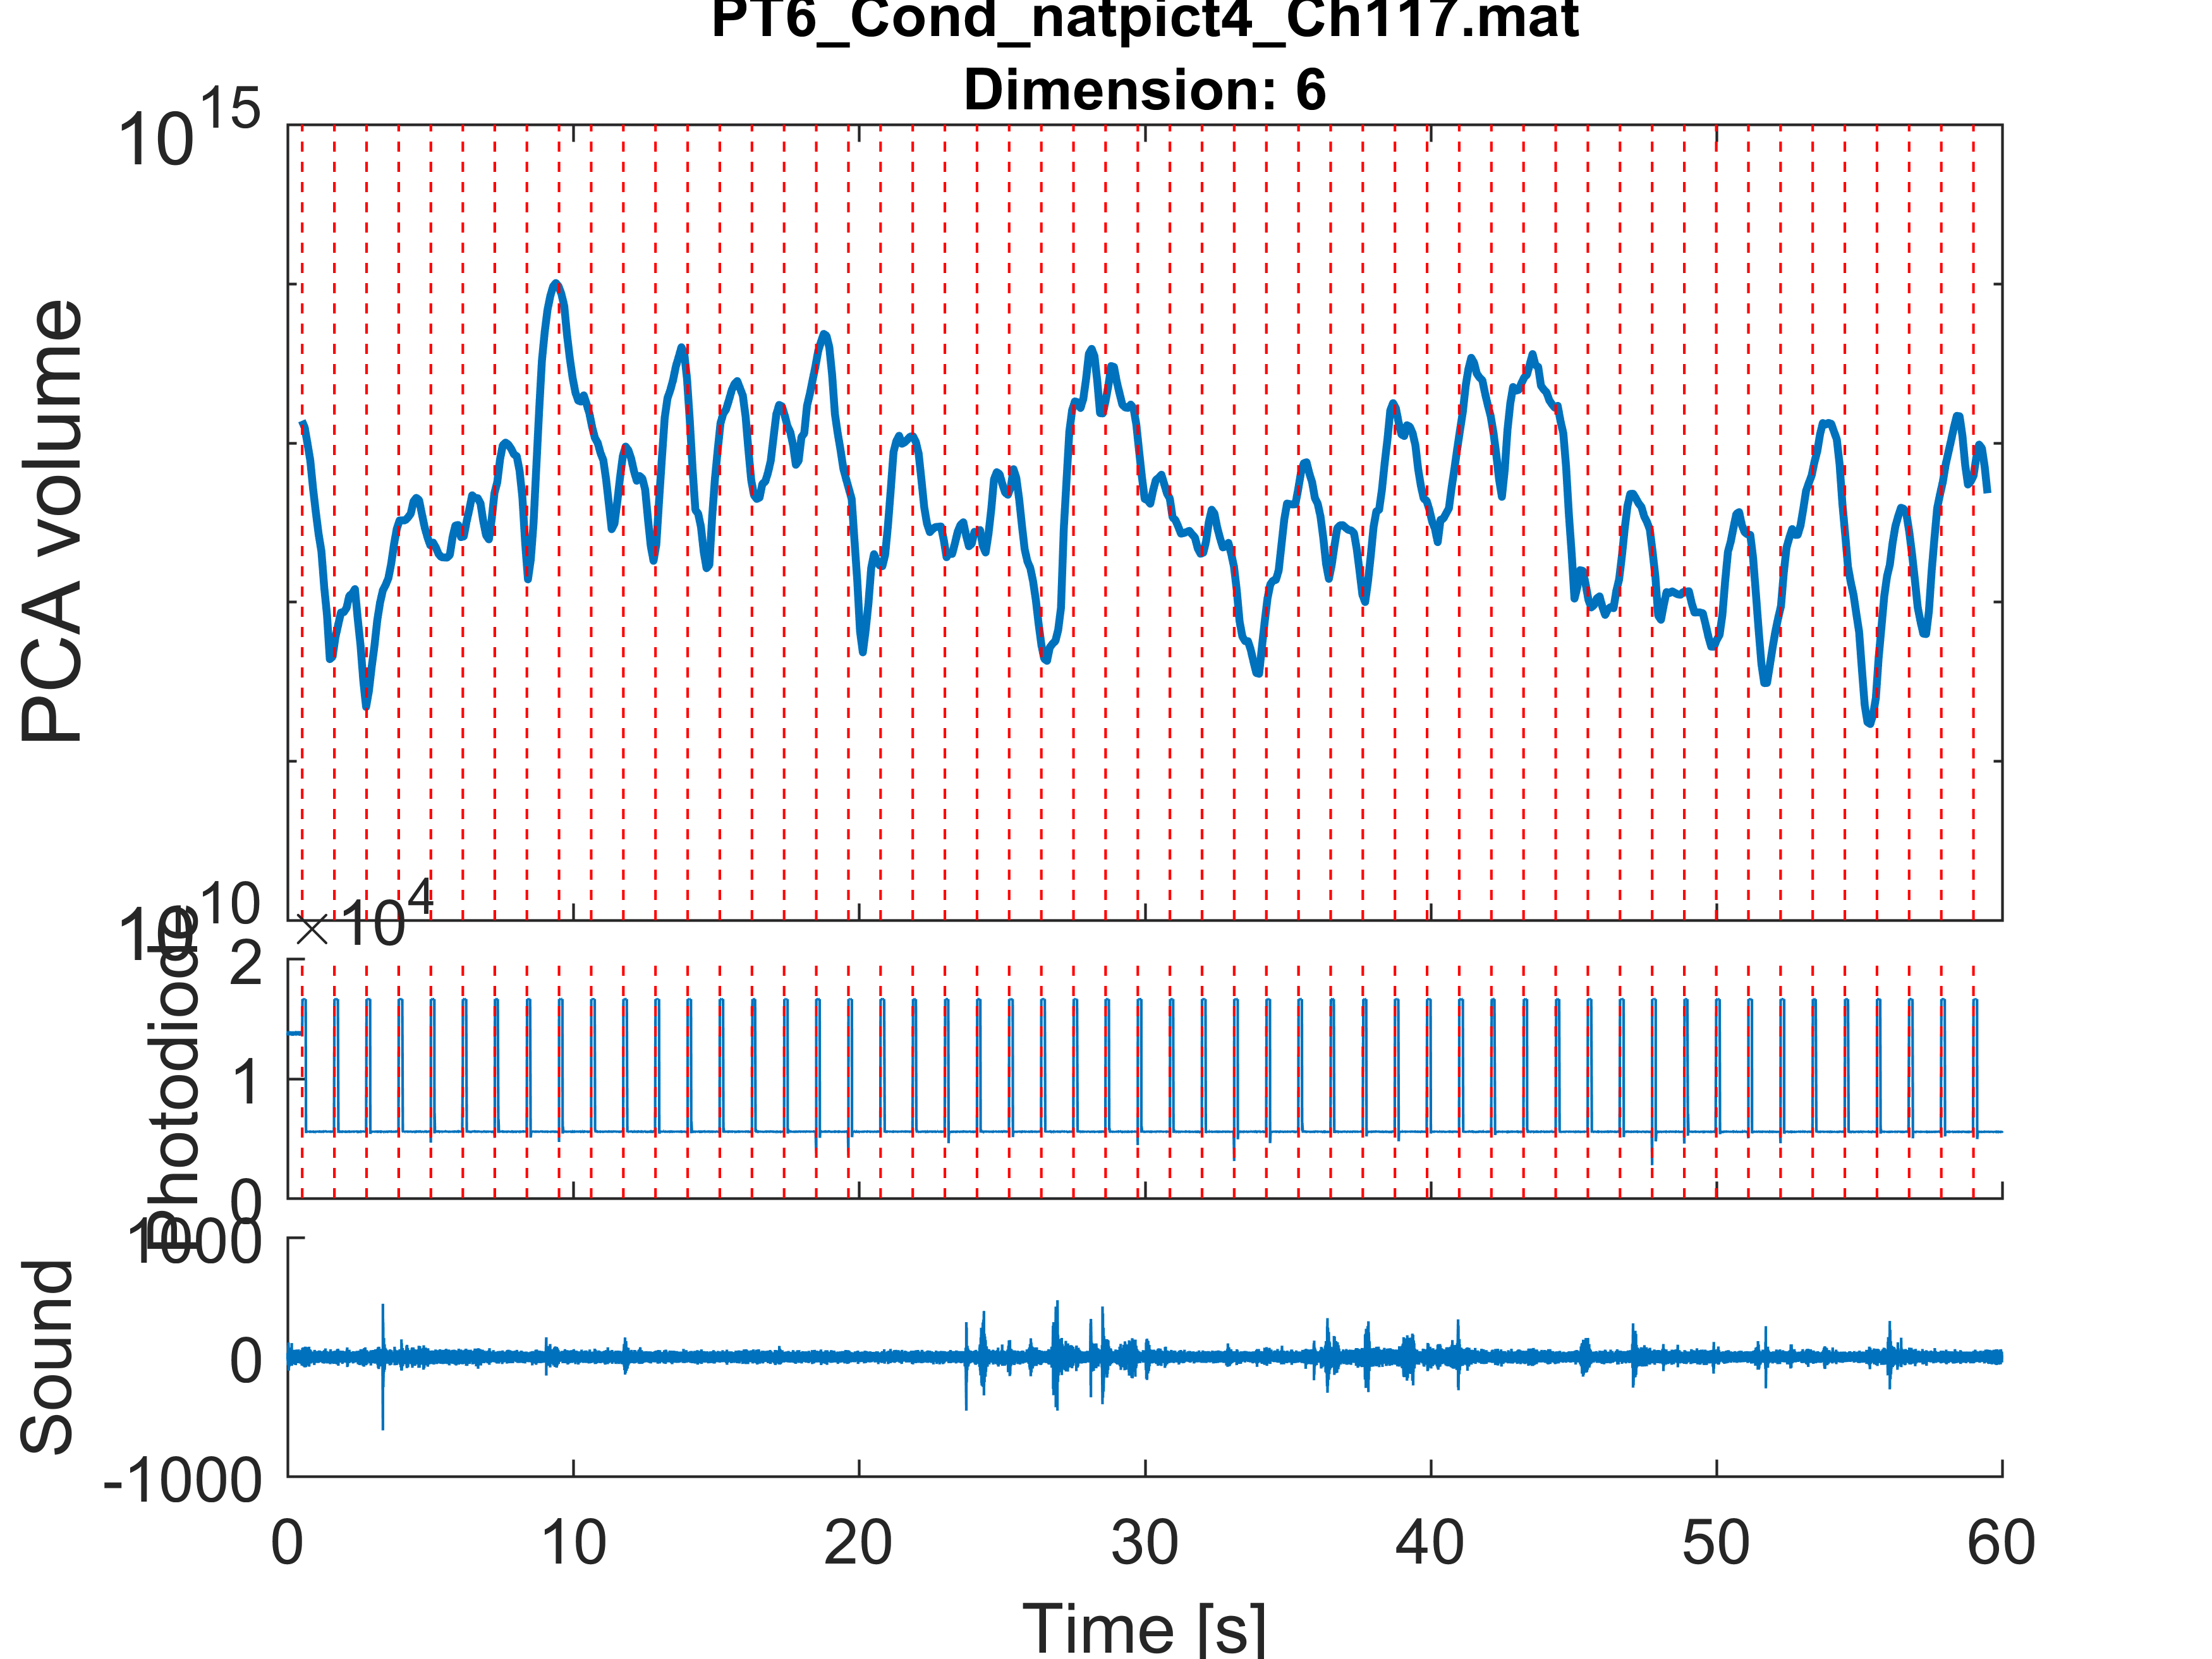 PT6_Cond_natpict4_Ch117.mat
Dimension: 6
10^15
PCA volume
10^10
×10^4
2
1
0
Photodiode
1000
0
-1000
Sound
0 10 20 30 40 50 60
Time [s]